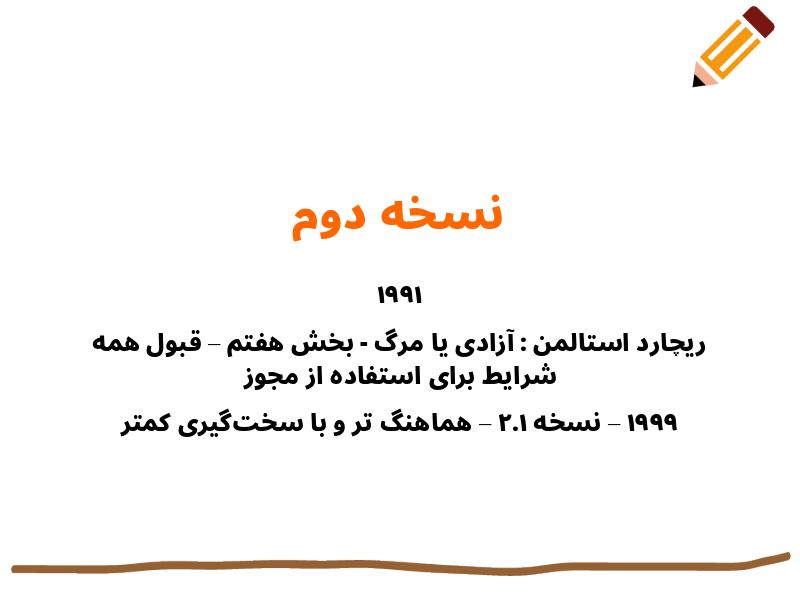 نسخه دوم
۱۹۹۱
ریچارد استالمن : آزادی یا مرگ - بخش هفتم – قبول همه
شرایط برای استفاده از مجوز
۱۹۹۹ – نسخه ۲.۱ – هماهنگ تر و با سخت‌گیری کمتر